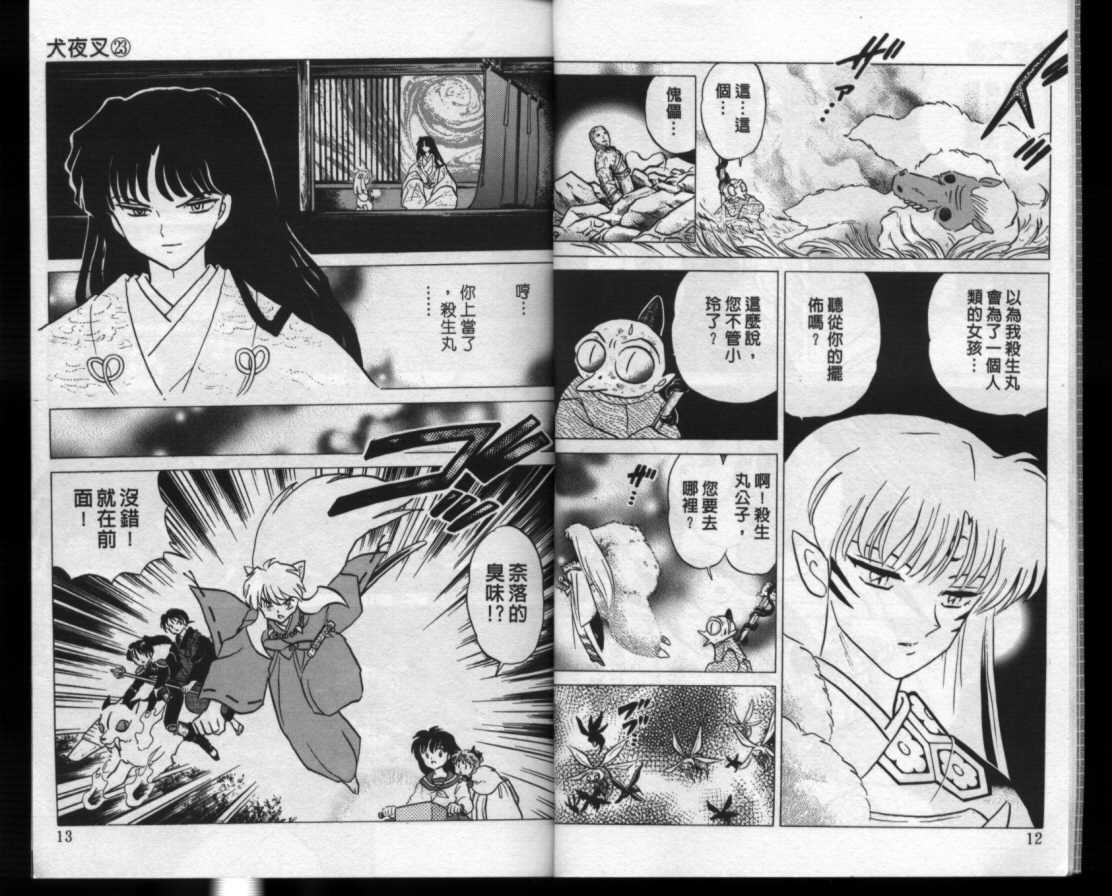 ザ
ァ…
這…這
個…
傀儡…
以為我殺生丸
會為了一個人
類的女孩…
聽從你的擺
佈嗎？
這麼說，
您不管小
玲了？
啊！殺生
丸公子，
您要去
哪裡？
ブ
12
犬夜叉㉓
哼…
你上當了
，殺生丸
……
奈落的
臭味!?
沒錯！
就在前
面！
13